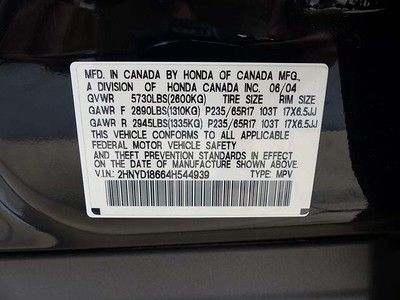 MFD. IN CANADA BY HONDA OF CANADA MFG.
A DIVISION OF HONDA CANADA INC. 06/04
GVWR 5730LBS(2600KG) TIRE SIZE RIM SIZE
GAWR F 2890LBS(1310KG) P235/65R17 103T 17X6.5JJ
GAWR R 2945LBS(1335KG) P235/65R17 103T 17X6.5JJ
THIS VEHICLE CONFORMS TO ALL APPLICABLE
FEDERAL MOTOR VEHICLE SAFETY
STANDARDS IN EFFECT ON THE DATE OF
MANUFACTURE SHOWN ABOVE.
V.I.N.: 2HNYD18664H544939 TYPE: MPV